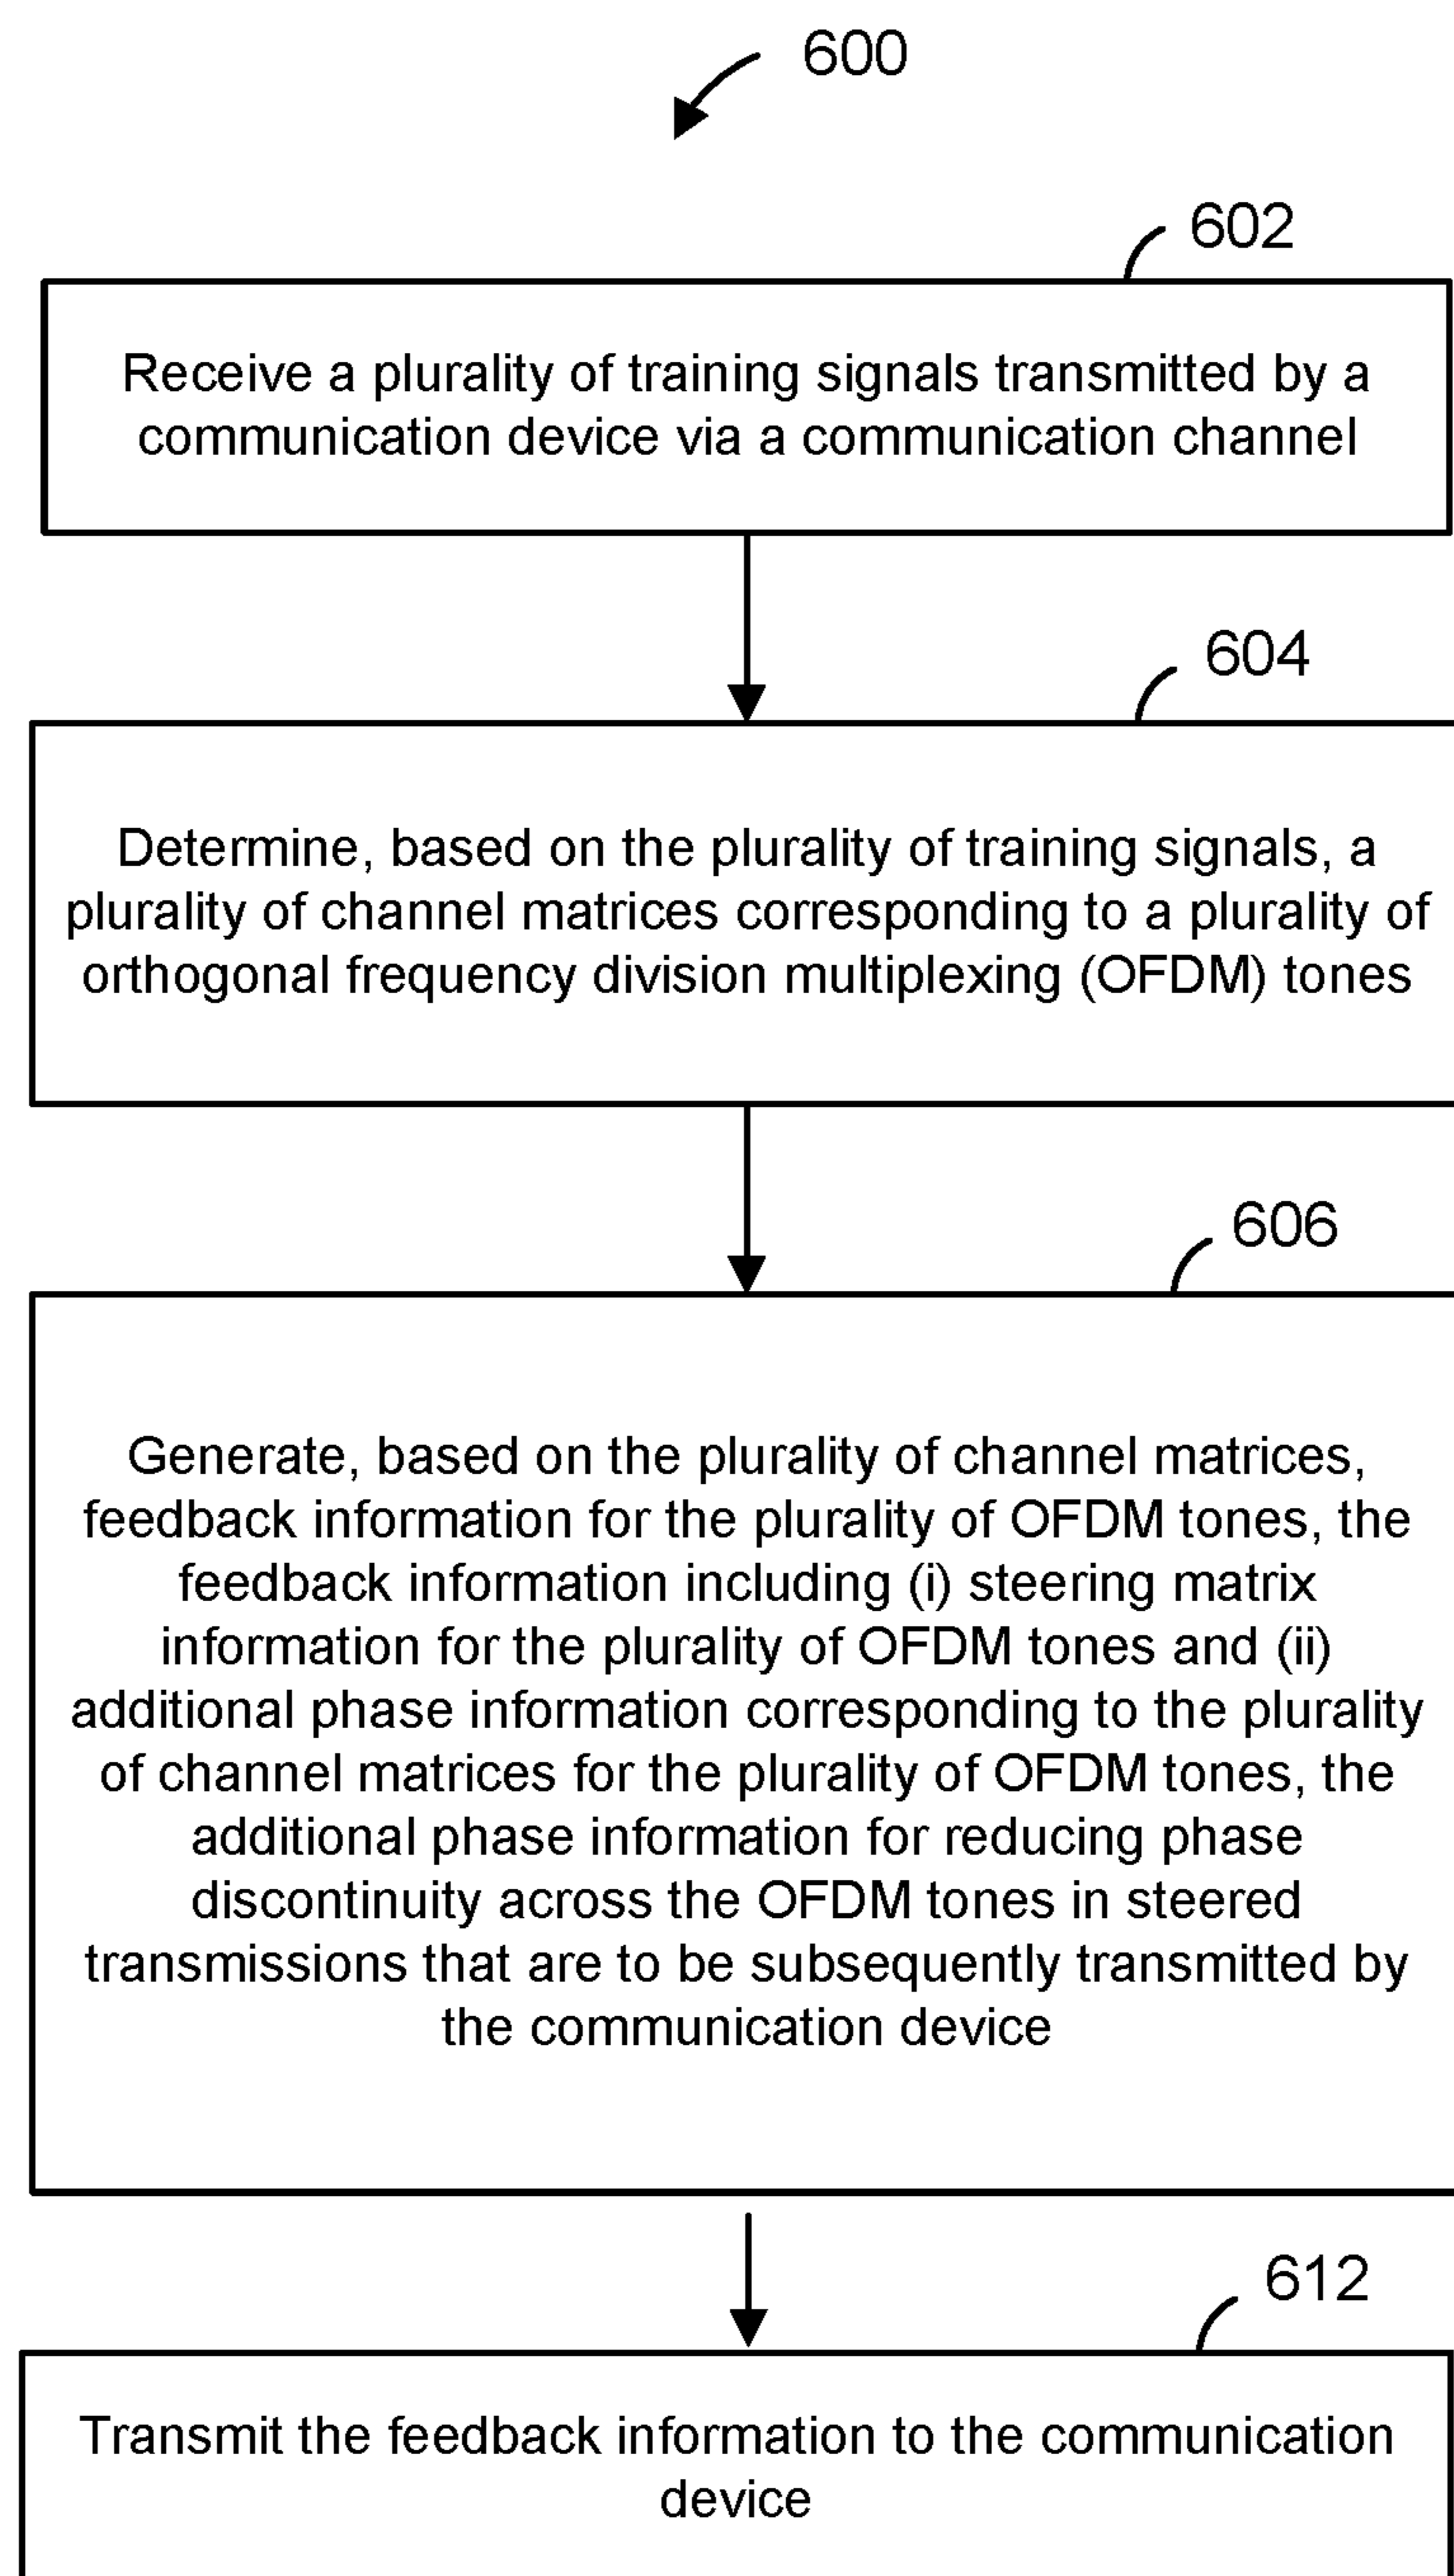 600
602
Receive a plurality of training signals transmitted by a
communication device via a communication channel
604
Determine, based on the plurality of training signals, a
plurality of channel matrices corresponding to a plurality of
orthogonal frequency division multiplexing (OFDM) tones
606
Generate, based on the plurality of channel matrices,
feedback information for the plurality of OFDM tones, the
feedback information including (i) steering matrix
information for the plurality of OFDM tones and (ii)
additional phase information corresponding to the plurality
of channel matrices for the plurality of OFDM tones, the
additional phase information for reducing phase
discontinuity across the OFDM tones in steered
transmissions that are to be subsequently transmitted by
the communication device
612
Transmit the feedback information to the communication
device